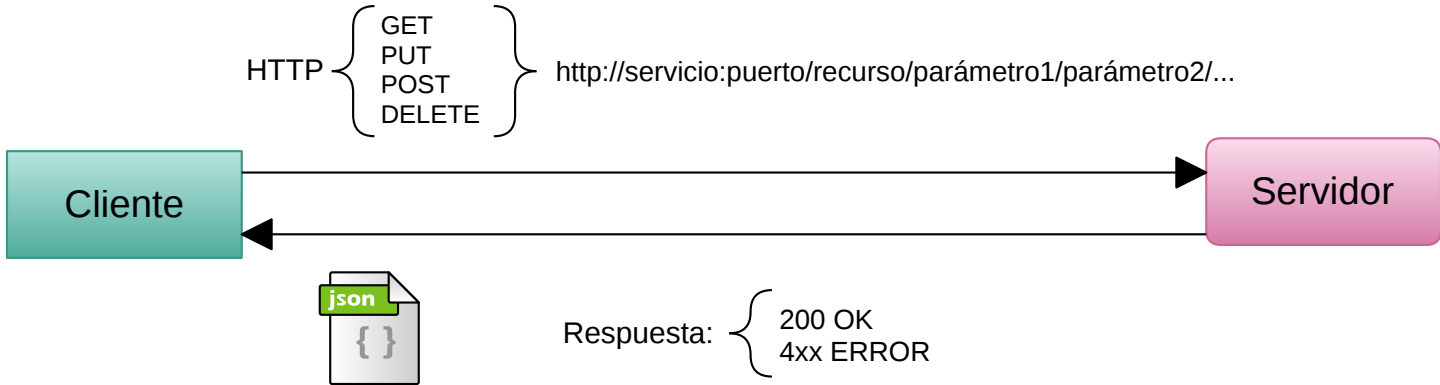 GET
PUT
HTTP
http://servicio:puerto/recurso/parámetro1/parámetro2/...
POST
DELETE
Cliente
Servidor
json
{ }
Respuesta:
200 OK
4xx ERROR